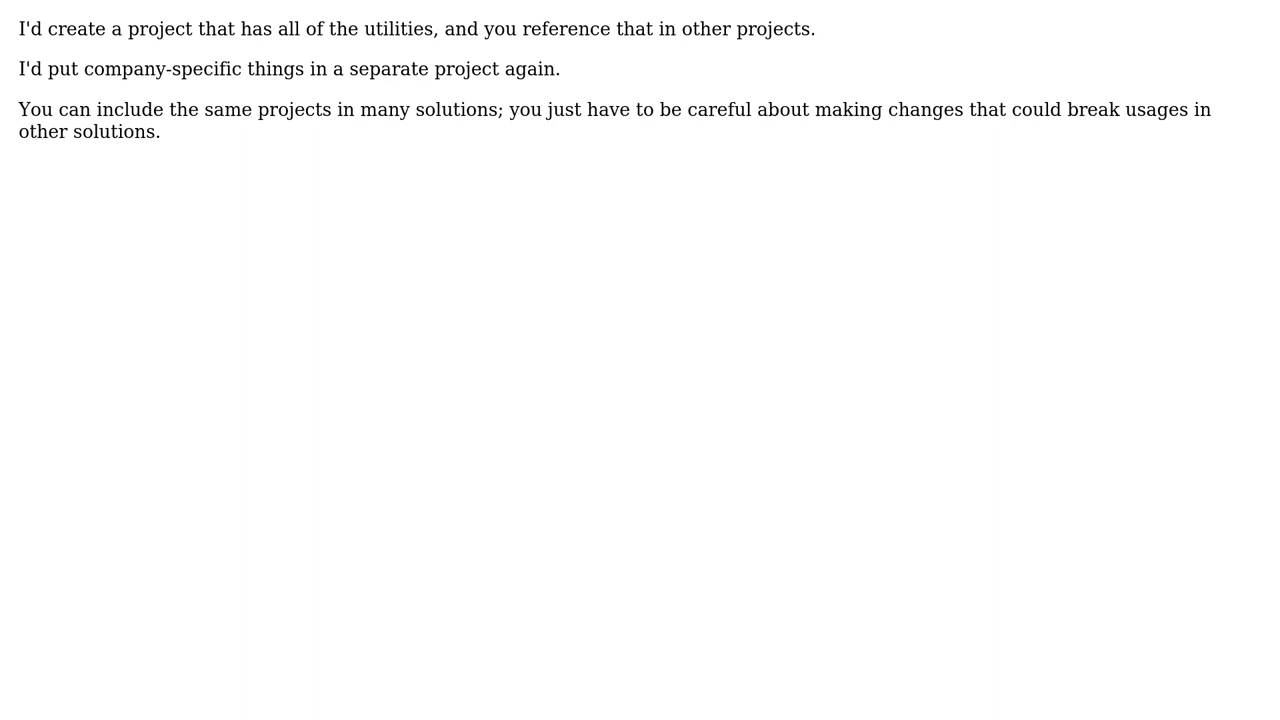 I'd create a project that has all of the utilities, and you reference that in other projects.
I'd put company-specific things in a separate project again.
You can include the same projects in many solutions; you just have to be careful about making changes that could break usages in
other solutions.